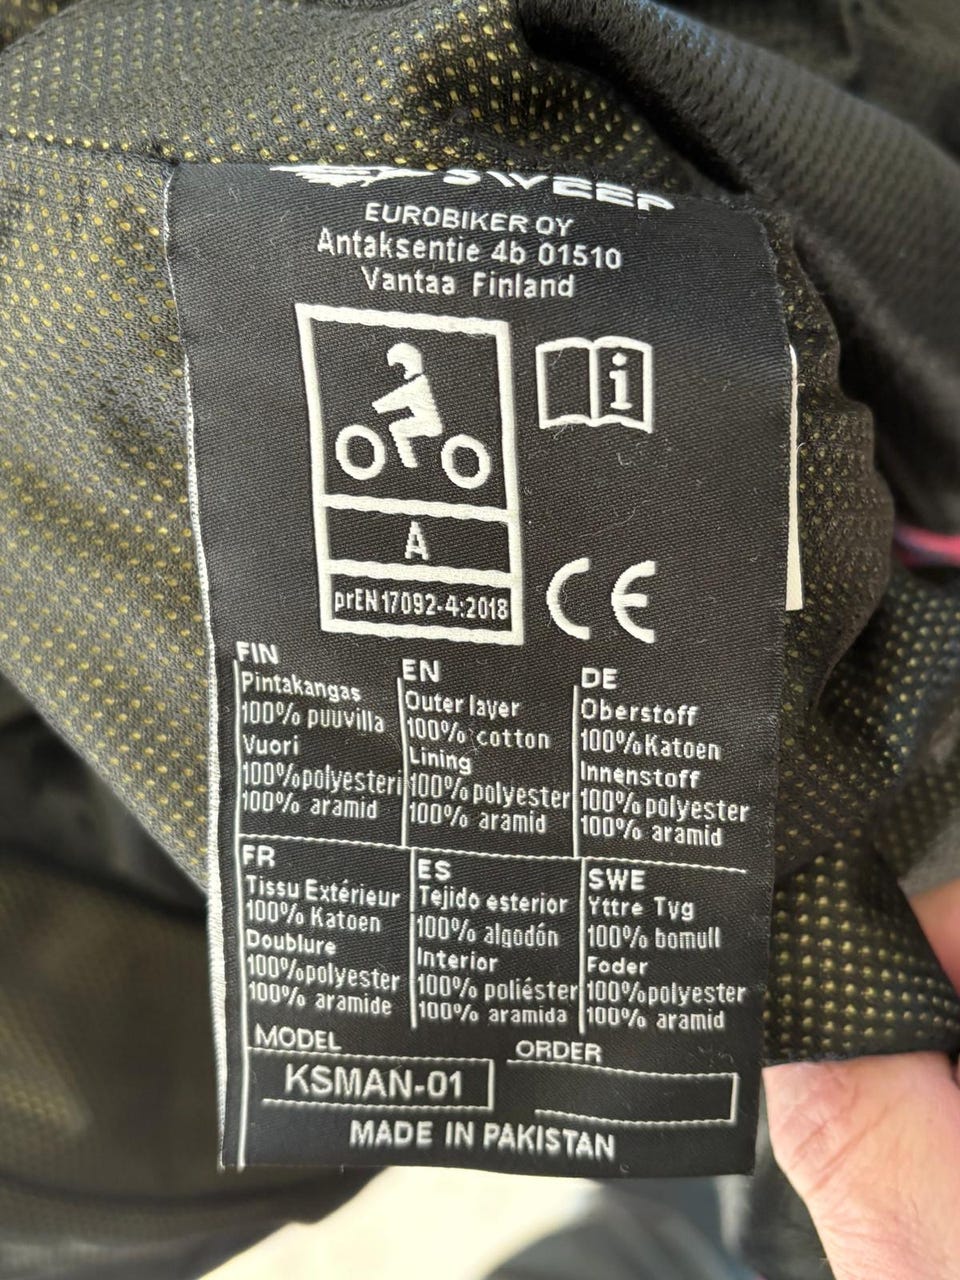 SWEEP
EUROBIKER OY
Antaksentie 4b 01510
Vantaa Finland
i
A
prEN17092-4:2018
CE
FIN
Pintakangas
100% puuvilla
Vuori
100%polyesteri
100% aramid
EN
Outer layer
100% cotton
Lining
100%polyester
100% aramid
DE
Oberstoff
100%Katoen
Innenstoff
100%polyester
100% aramid
FR
Tissu Extérieur
100% Katoen
Doublure
100%polyester
100% aramide
ES
Tejido esterior
100% algodón
Interior
100% poliéster
100% aramida
SWE
Yttre Tyg
100% bomull
Foder
100%polyester
100% aramid
MODEL
KSMAN-01
ORDER
MADE IN PAKISTAN